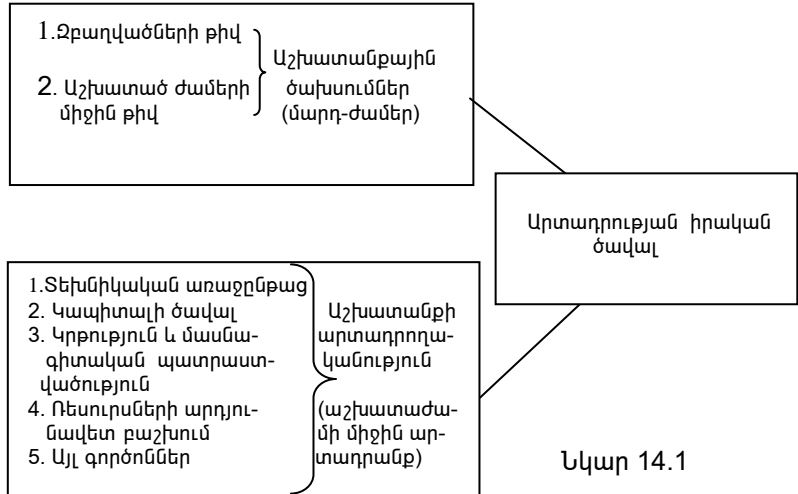 1.Զբաղվածների թիվ
2. Աշխատած ժամերի
միջին թիվ
Աշխատանքային
ծախսումներ
(մարդ-ժամեր)
Արտադրության իրական
ծավալ
1.Տեխնիկական առաջընթաց
2. Կապիտալի ծավալ
3. Կրթություն և մասնա-
գիտական պատրաստ-
վածություն
4. Ռեսուրսների արդյու-
նավետ բաշխում
5. Այլ գործոններ
Աշխատանքի
արտադրողա-
կանություն
(աշխատաժա-
մի միջին ար-
տադրանք)
Նկար 14.1